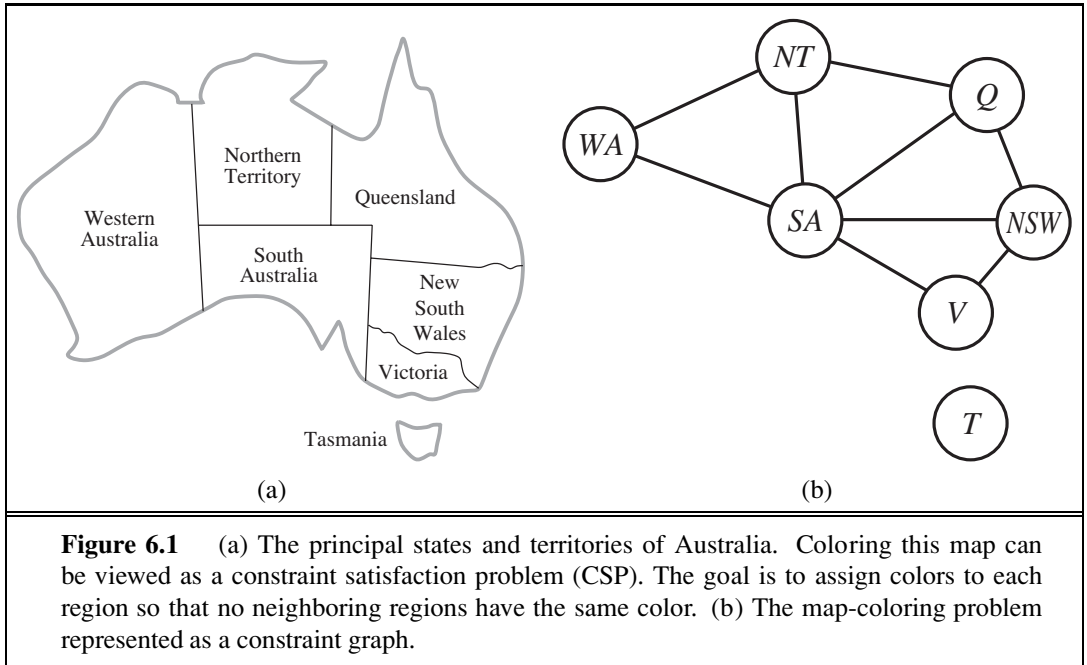 Northern
Territory
Western
Australia
Queensland
South
Australia
New
South
Wales
Victoria
Tasmania
(a)
NT
Q
WA
SA
NSW
V
T
(b)
Figure 6.1 (a) The principal states and territories of Australia. Coloring this map can
be viewed as a constraint satisfaction problem (CSP). The goal is to assign colors to each
region so that no neighboring regions have the same color. (b) The map-coloring problem
represented as a constraint graph.